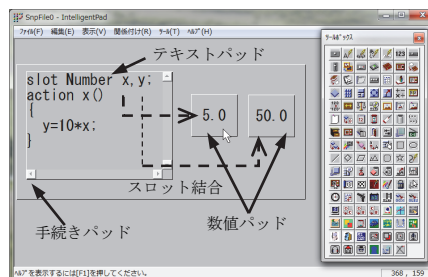 SnpFile0 - IntelligentPad
ファイル(F) 編集(E) 表示(V) 関係付け(R) ツール(T) ヘルプ(H)
ツールボックス
テキストパッド
slot Number x,y;
action x()
{
y=10*x;
}
5.0
50.0
スロット結合
手続きパッド
数値パッド
ヘルプを表示するには[F1]を押してください。
368, 159